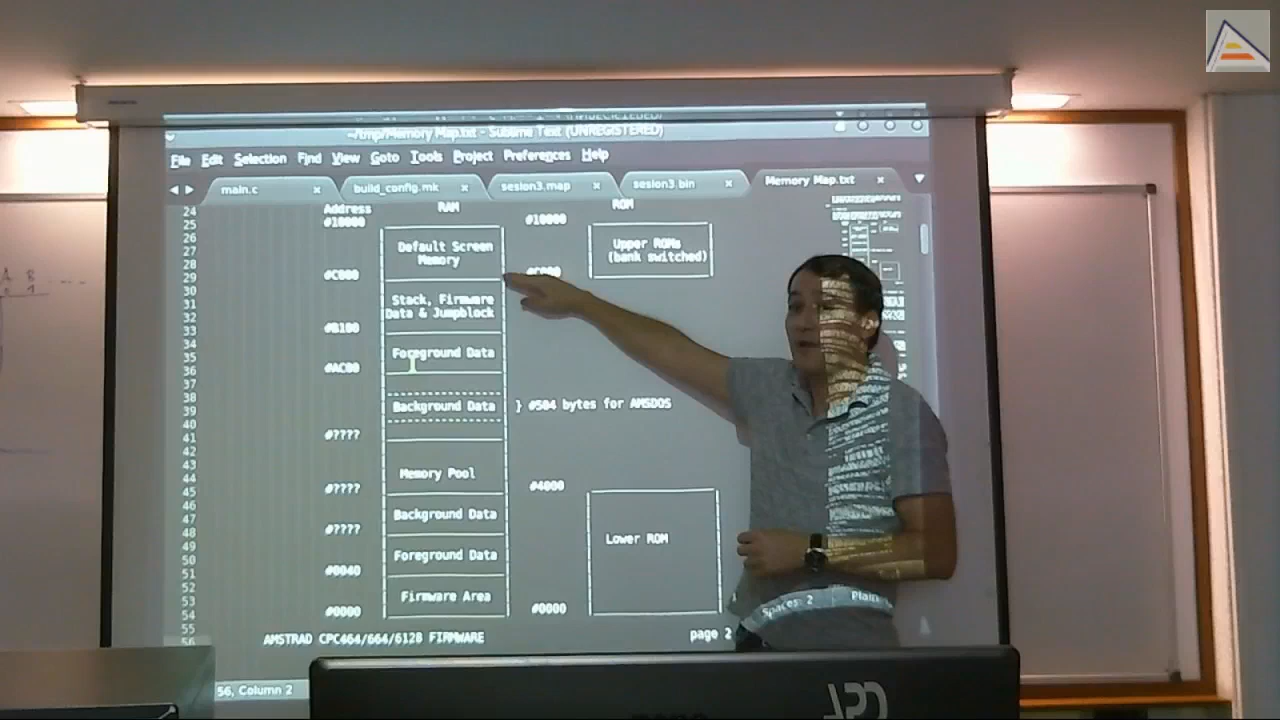 ~/tmp/Memory Map.txt - Sublime Text (UNREGISTERED)
File Edit Selection Find View Goto Tools Project Preferences Help
main.c × build_config.mk × sesion3.map × sesion3.bin × Memory Map.txt ×
24 Address RAM ROM
25 #10000 #10000
26
27 Default Screen Upper ROMs
28 Memory (bank switched)
29 #C000 #C000
30
31 Stack, Firmware
32 Data & Jumpblock
33 #B100
34
35 Foreground Data
36 #AC00
37
38
39 Background Data } #504 bytes for AMSDOS
40
41 #????
42
43
44 Memory Pool
45 #???? #4000
46
47 Background Data
48 #????
49 Lower ROM
50 Foreground Data
51 #0040
52
53 Firmware Area
54 #0000 #0000
55
56 AMSTRAD CPC464/664/6128 FIRMWARE page 2
56, Column 2 Spaces: 2 Plain
A B